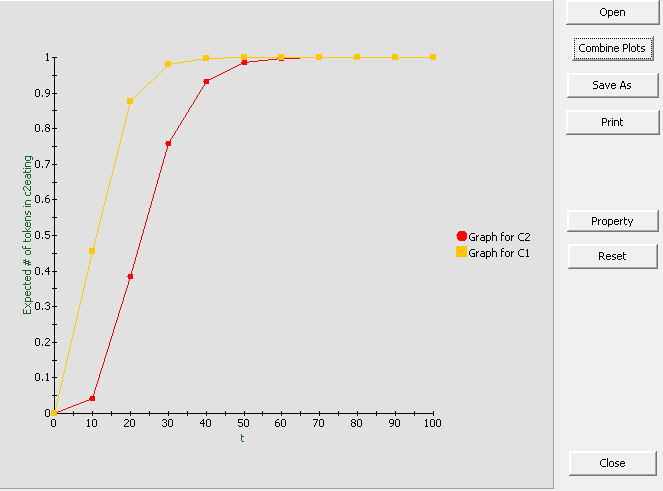 Open
Combine Plots
Save As
Print
Property
Reset
Close
Expected # of tokens in c2eating
1
0.9
0.8
0.7
0.6
0.5
0.4
0.3
0.2
0.1
0
0 10 20 30 40 50 60 70 80 90 100
t
Graph for C2
Graph for C1